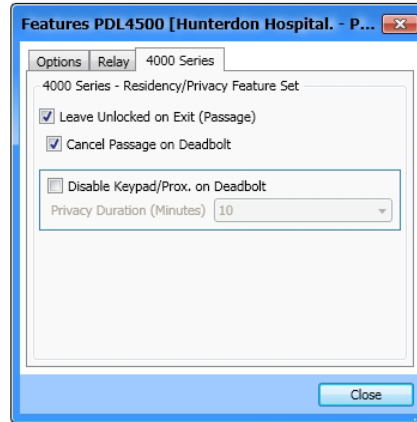 Features PDL4500 [Hunterdon Hospital. - P...
Options Relay 4000 Series
4000 Series - Residency/Privacy Feature Set
Leave Unlocked on Exit (Passage)
Cancel Passage on Deadbolt
Disable Keypad/Prox. on Deadbolt
Privacy Duration (Minutes) 10
Close